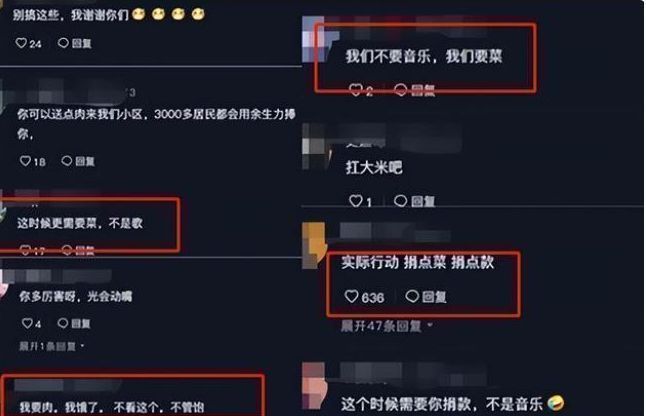 别搞这些，我谢谢你们😬😬😬😬
24 回复
3
你可以送点肉来我们小区，3000多居民都会用余生力捧
你，
18 回复
这时候更需要菜，不是歌
17 回复
你多厉害呀，光会动嘴
4 回复
展开1条回复
我要肉，我饿了，不看这个，不管饱
我们不要音乐，我们要菜
2 回复
扛大米吧
1 回复
实际行动 捐点菜 捐点款
636 回复
展开47条回复
这个时候需要你捐款，不是音乐🤣